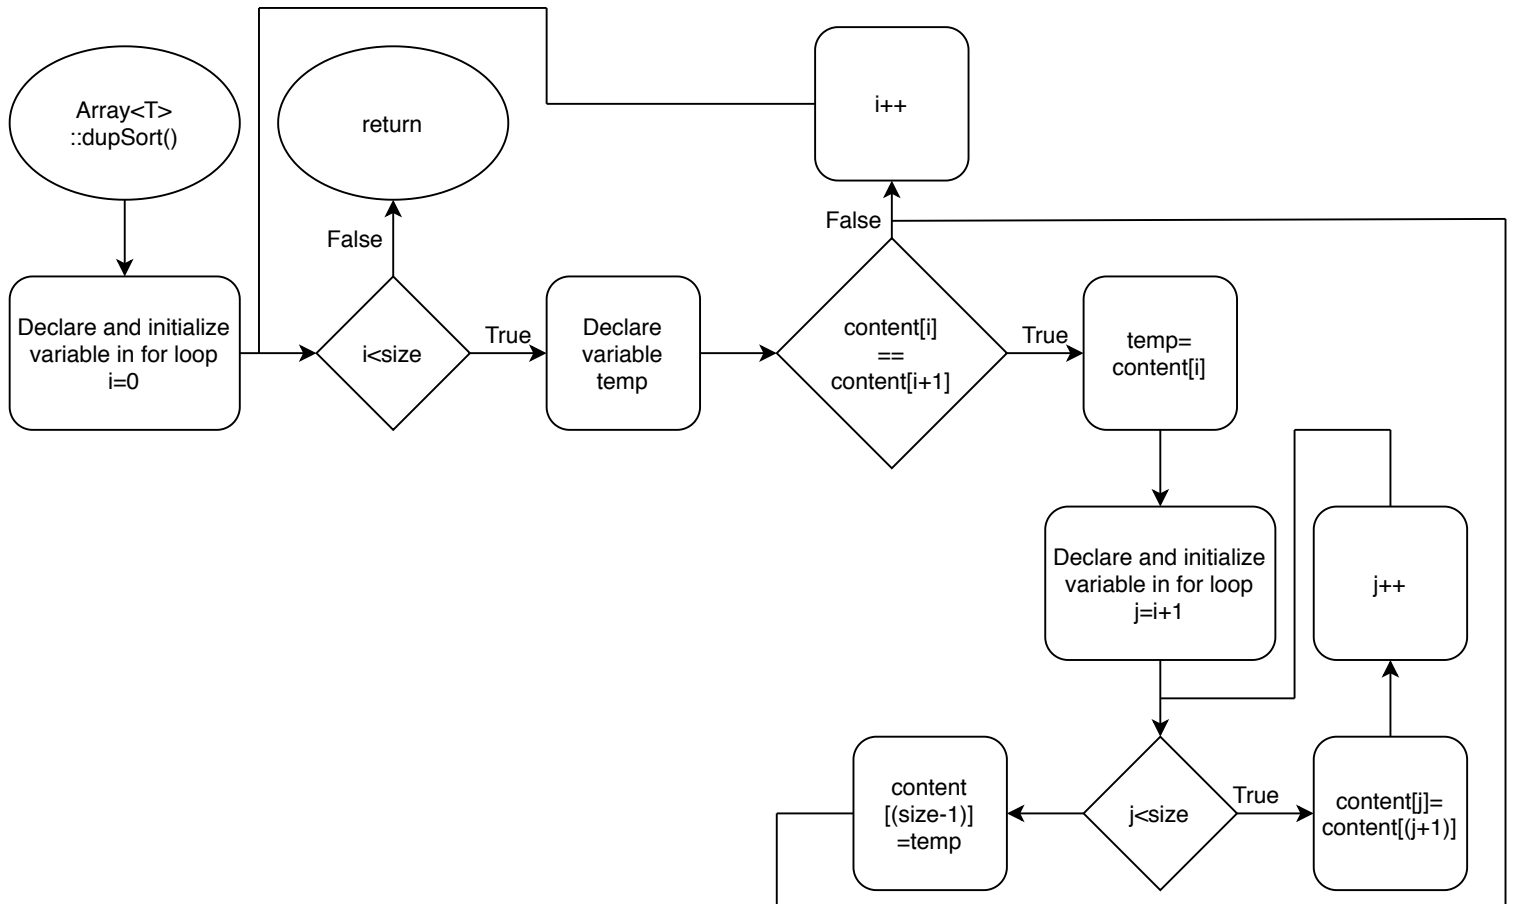 Array<T>
::dupSort()
return
i++
False
False
Declare and initialize
variable in for loop
i=0
i<size
True
Declare
variable
temp
content[i]
==
content[i+1]
True
temp=
content[i]
Declare and initialize
variable in for loop
j=i+1
j++
content
[(size-1)]
=temp
j<size
True
content[j]=
content[(j+1)]